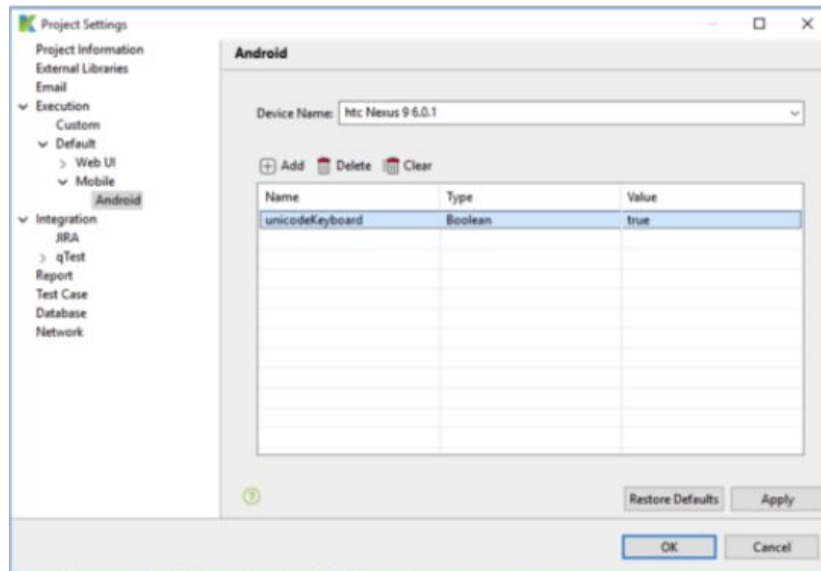 Project Settings
Project Information
External Libraries
Email
Execution
Custom
Default
Web UI
Mobile
Android
Integration
JIRA
qTest
Report
Test Case
Database
Network
Android
Device Name: htc Nexus 9 6.0.1
Add Delete Clear
Name Type Value
unicodeKeyboard Boolean true
Restore Defaults Apply
OK Cancel